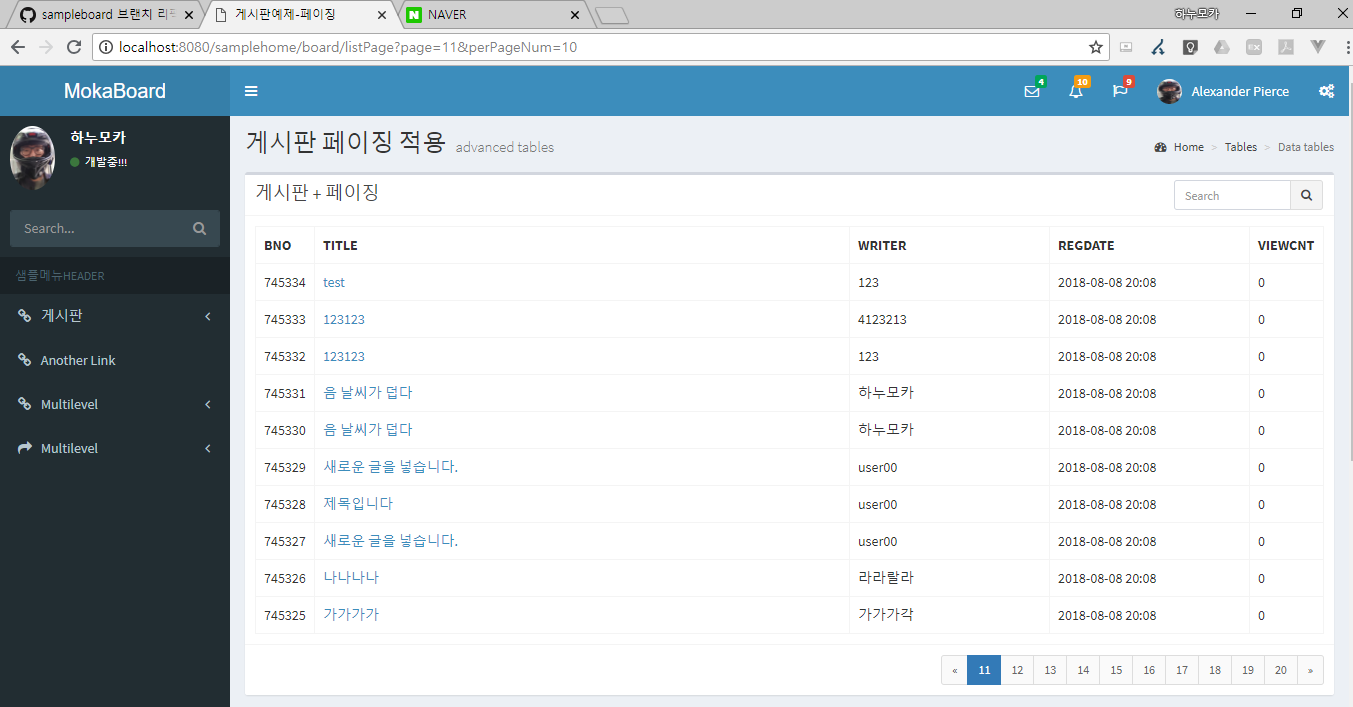 sampleboard 브랜치 리
게시판예제-페이징
NAVER
하누모카
localhost:8080/samplehome/board/listPage?page=11&perPageNum=10
MokaBoard
4
10
9
Alexander Pierce
하누모카
개발중!!!
Search...
샘플메뉴HEADER
게시판
Another Link
Multilevel
Multilevel
게시판 페이징 적용 advanced tables
Home > Tables > Data tables
게시판 + 페이징
Search
BNO TITLE WRITER REGDATE VIEWCNT
745334 test 123 2018-08-08 20:08 0
745333 123123 4123213 2018-08-08 20:08 0
745332 123123 123 2018-08-08 20:08 0
745331 음 날씨가 덥다 하누모카 2018-08-08 20:08 0
745330 음 날씨가 덥다 하누모카 2018-08-08 20:08 0
745329 새로운 글을 넣습니다. user00 2018-08-08 20:08 0
745328 제목입니다 user00 2018-08-08 20:08 0
745327 새로운 글을 넣습니다. user00 2018-08-08 20:08 0
745326 나나나나 라라랄라 2018-08-08 20:08 0
745325 가가가가 가가가각 2018-08-08 20:08 0
« 11 12 13 14 15 16 17 18 19 20 »